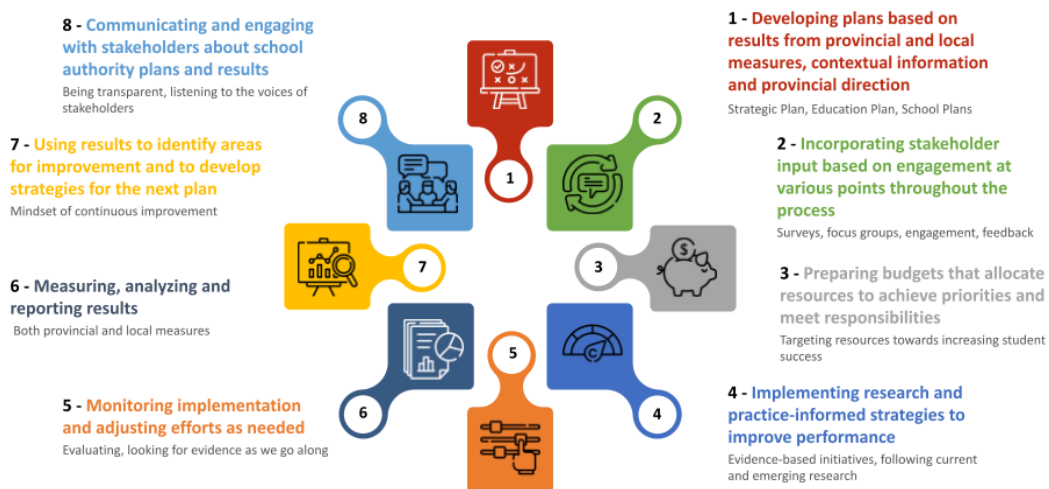 1 - Developing plans based on
results from provincial and local
measures, contextual information
and provincial direction
Strategic Plan, Education Plan, School Plans
2 - Incorporating stakeholder
input based on engagement at
various points throughout the
process
Surveys, focus groups, engagement, feedback
3 - Preparing budgets that allocate
resources to achieve priorities and
meet responsibilities
Targeting resources towards increasing student
success
4 - Implementing research and
practice-informed strategies to
improve performance
Evidence-based initiatives, following current
and emerging research
5 - Monitoring implementation
and adjusting efforts as needed
Evaluating, looking for evidence as we go along
6 - Measuring, analyzing and
reporting results
Both provincial and local measures
7 - Using results to identify areas
for improvement and to develop
strategies for the next plan
Mindset of continuous improvement
8 - Communicating and engaging
with stakeholders about school
authority plans and results
Being transparent, listening to the voices of
stakeholders
1
2
3
$
4
C
5
6
7
8